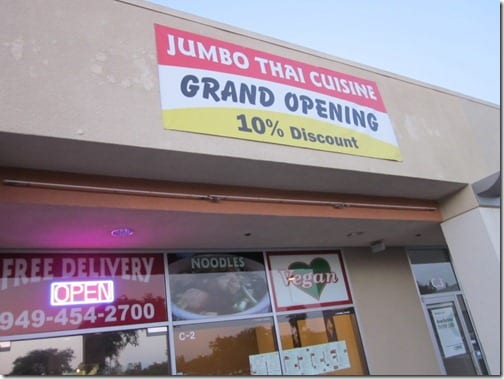 JUMBO THAI CUISINE
GRAND OPENING
10% Discount
FREE DELIVERY
OPEN
949-454-2700
NOODLES
Vegan
C-2